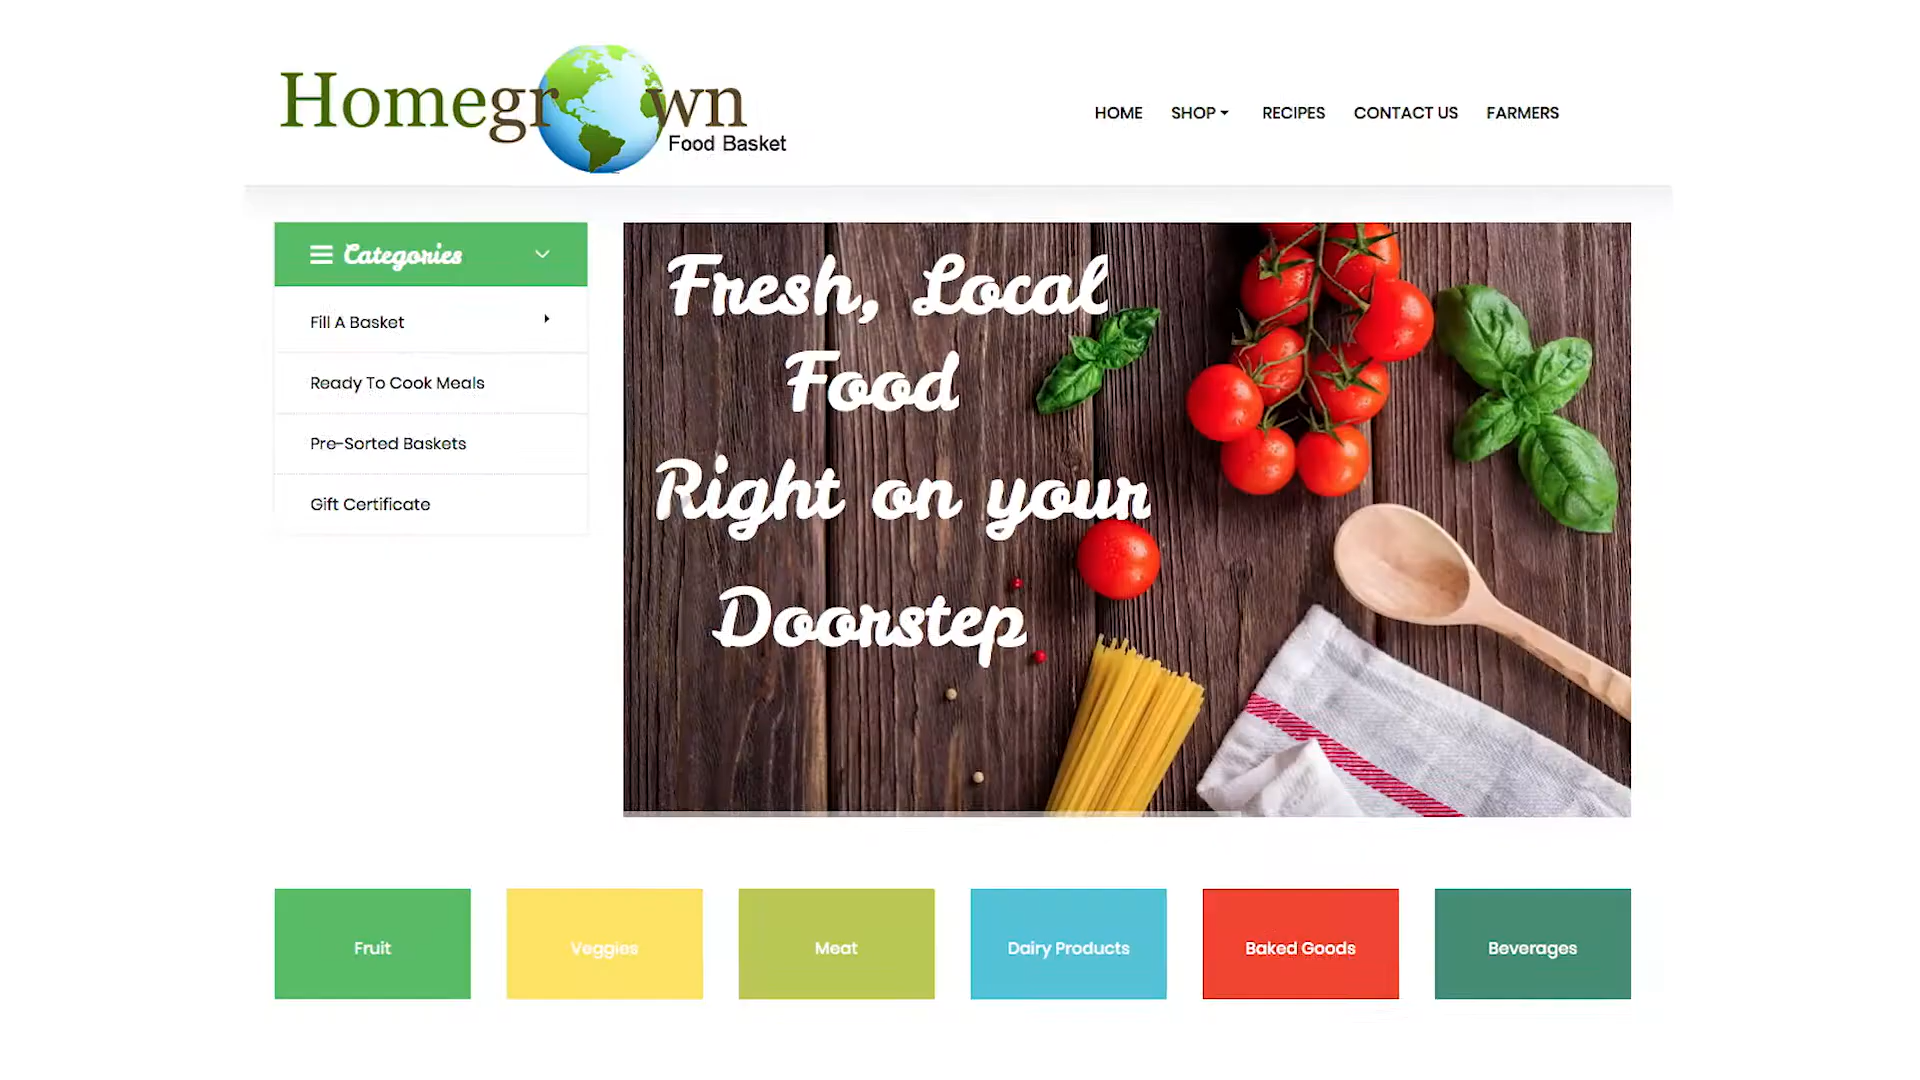 Homegrown
Food Basket
HOME SHOP RECIPES CONTACT US FARMERS
Categories
Fill A Basket
Ready To Cook Meals
Pre-Sorted Baskets
Gift Certificate
Fresh, Local
Food
Right on your
Doorstep
Fruit Veggies Meat Dairy Products Baked Goods Beverages